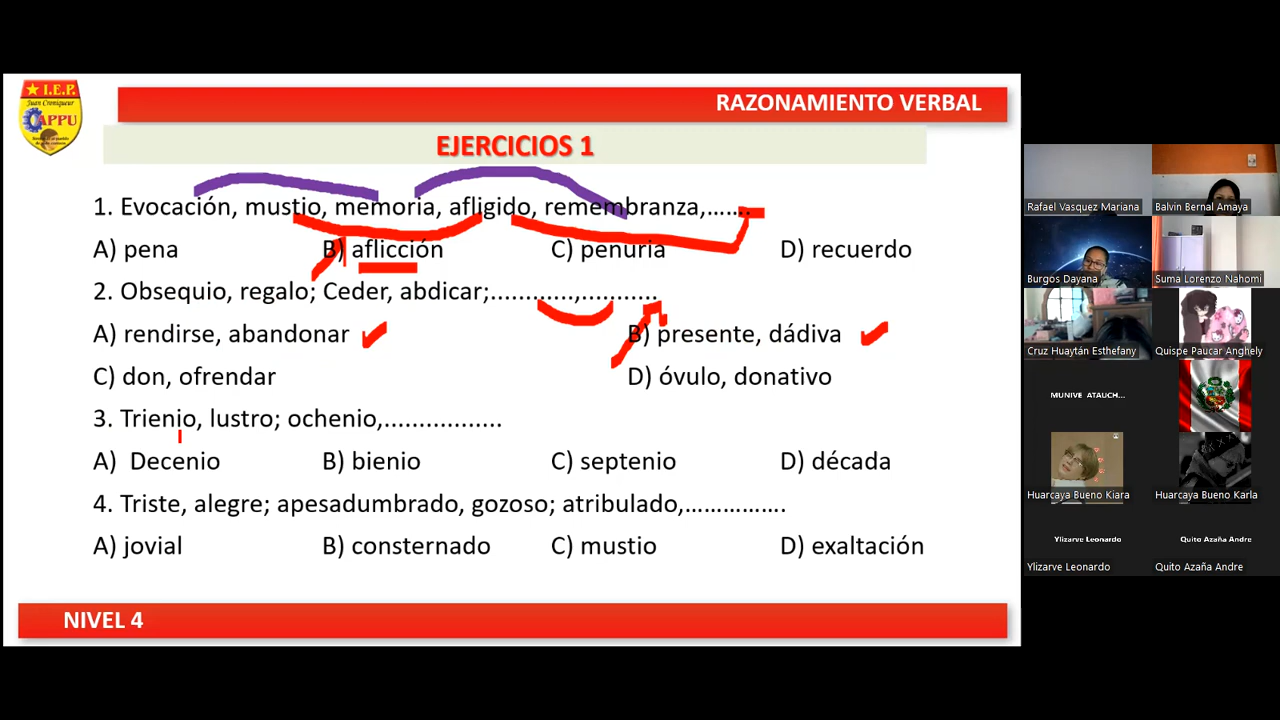 I.E.P.
Juan Croniqueur
APPU
RAZONAMIENTO VERBAL
EJERCICIOS 1
1. Evocación, mustio, memoria, afligido, remembranza,.......
A) pena B) aflicción C) penuria D) recuerdo
2. Obsequio, regalo; Ceder, abdicar;............,...........
A) rendirse, abandonar B) presente, dádiva
C) don, ofrendar D) óvulo, donativo
3. Trienio, lustro; ochenio,.................
A) Decenio B) bienio C) septenio D) década
4. Triste, alegre; apesadumbrado, gozoso; atribulado,…………….
A) jovial B) consternado C) mustio D) exaltación
NIVEL 4
Rafael Vasquez Mariana
Balvin Bernal Amaya
Burgos Dayana
Suma Lorenzo Nahomi
Cruz Huaytán Esthefany
Quispe Paucar Anghely
MUNIVE ATAUCH...
Huarcaya Bueno Kiara
Huarcaya Bueno Karla
Ylizarve Leonardo
Quito Azaña Andre
Ylizarve Leonardo
Quito Azaña Andre